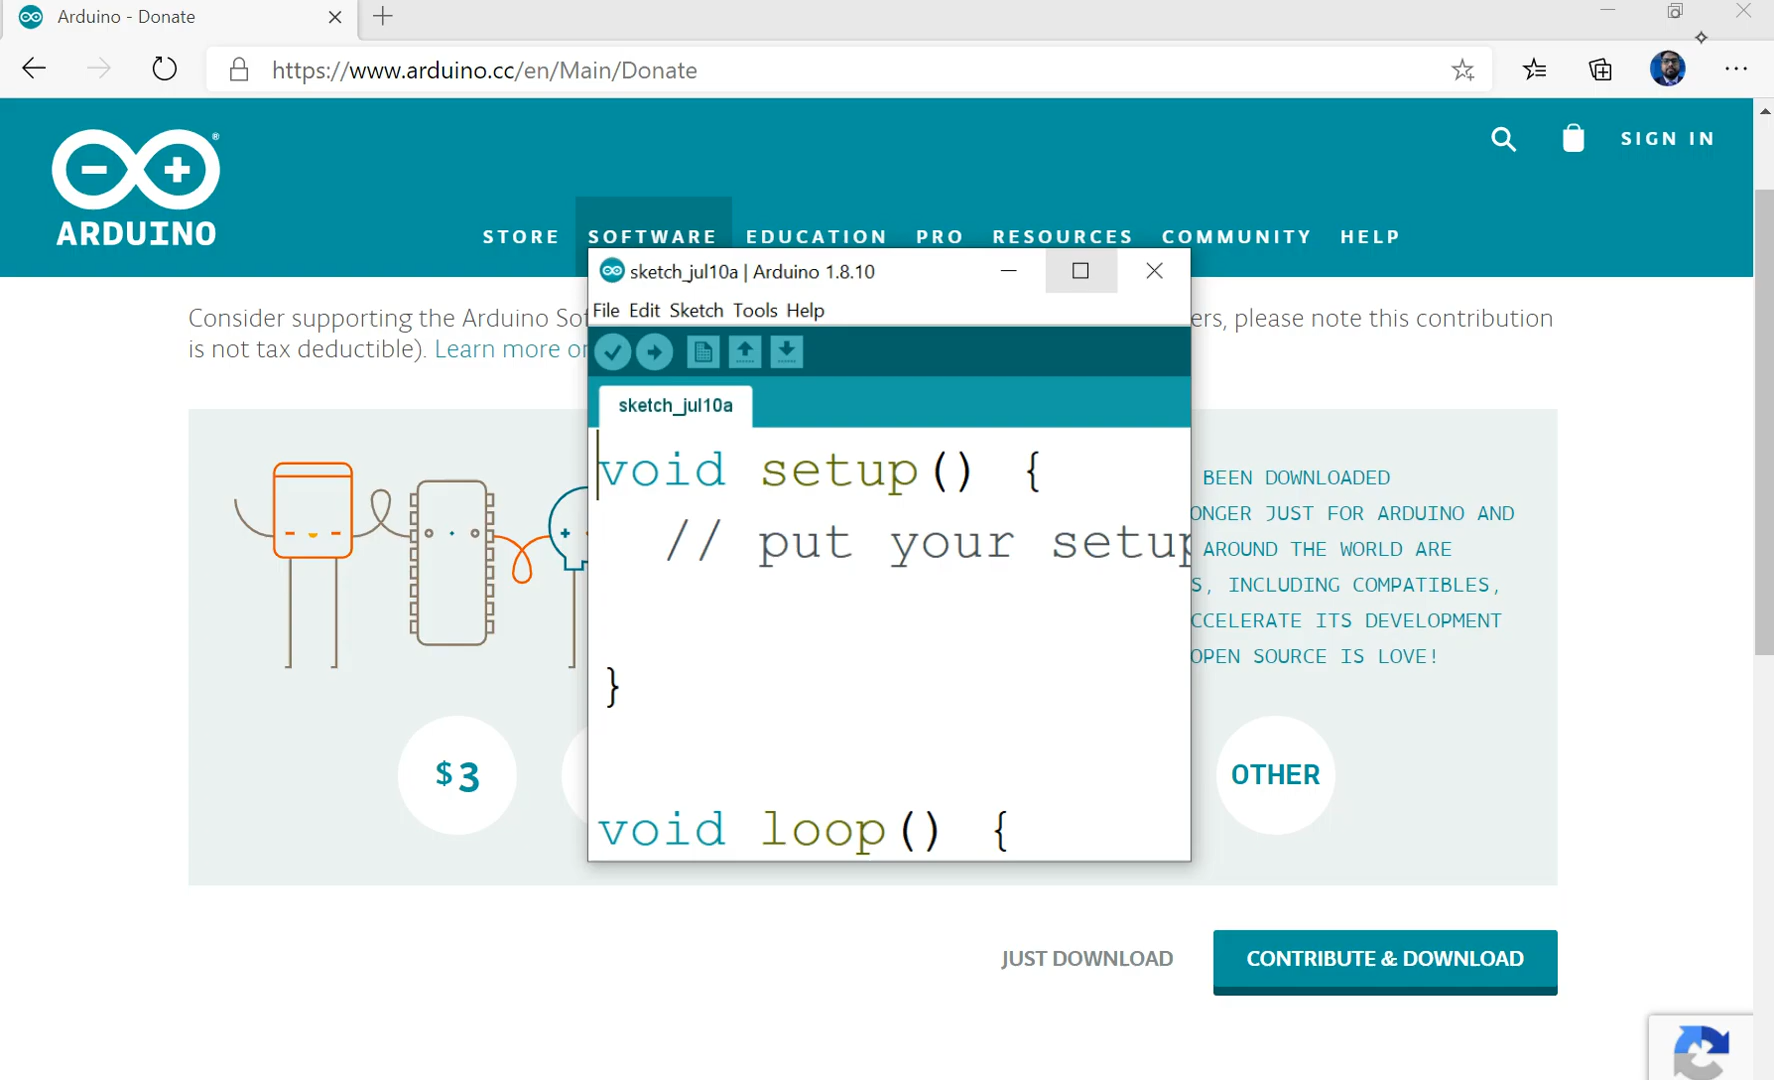 Arduino - Donate
https://www.arduino.cc/en/Main/Donate
ARDUINO
SIGN IN
STORE SOFTWARE EDUCATION PRO RESOURCES COMMUNITY HELP
sketch_jul10a | Arduino 1.8.10
File Edit Sketch Tools Help
Consider supporting the Arduino So
ers, please note this contribution
is not tax deductible). Learn more
sketch_jul10a
void setup() {
// put your setup
}
void loop() {
BEEN DOWNLOADED
ONGER JUST FOR ARDUINO AND
AROUND THE WORLD ARE
S, INCLUDING COMPATIBLES,
CCELERATE ITS DEVELOPMENT
OPEN SOURCE IS LOVE!
$3
OTHER
JUST DOWNLOAD
CONTRIBUTE & DOWNLOAD